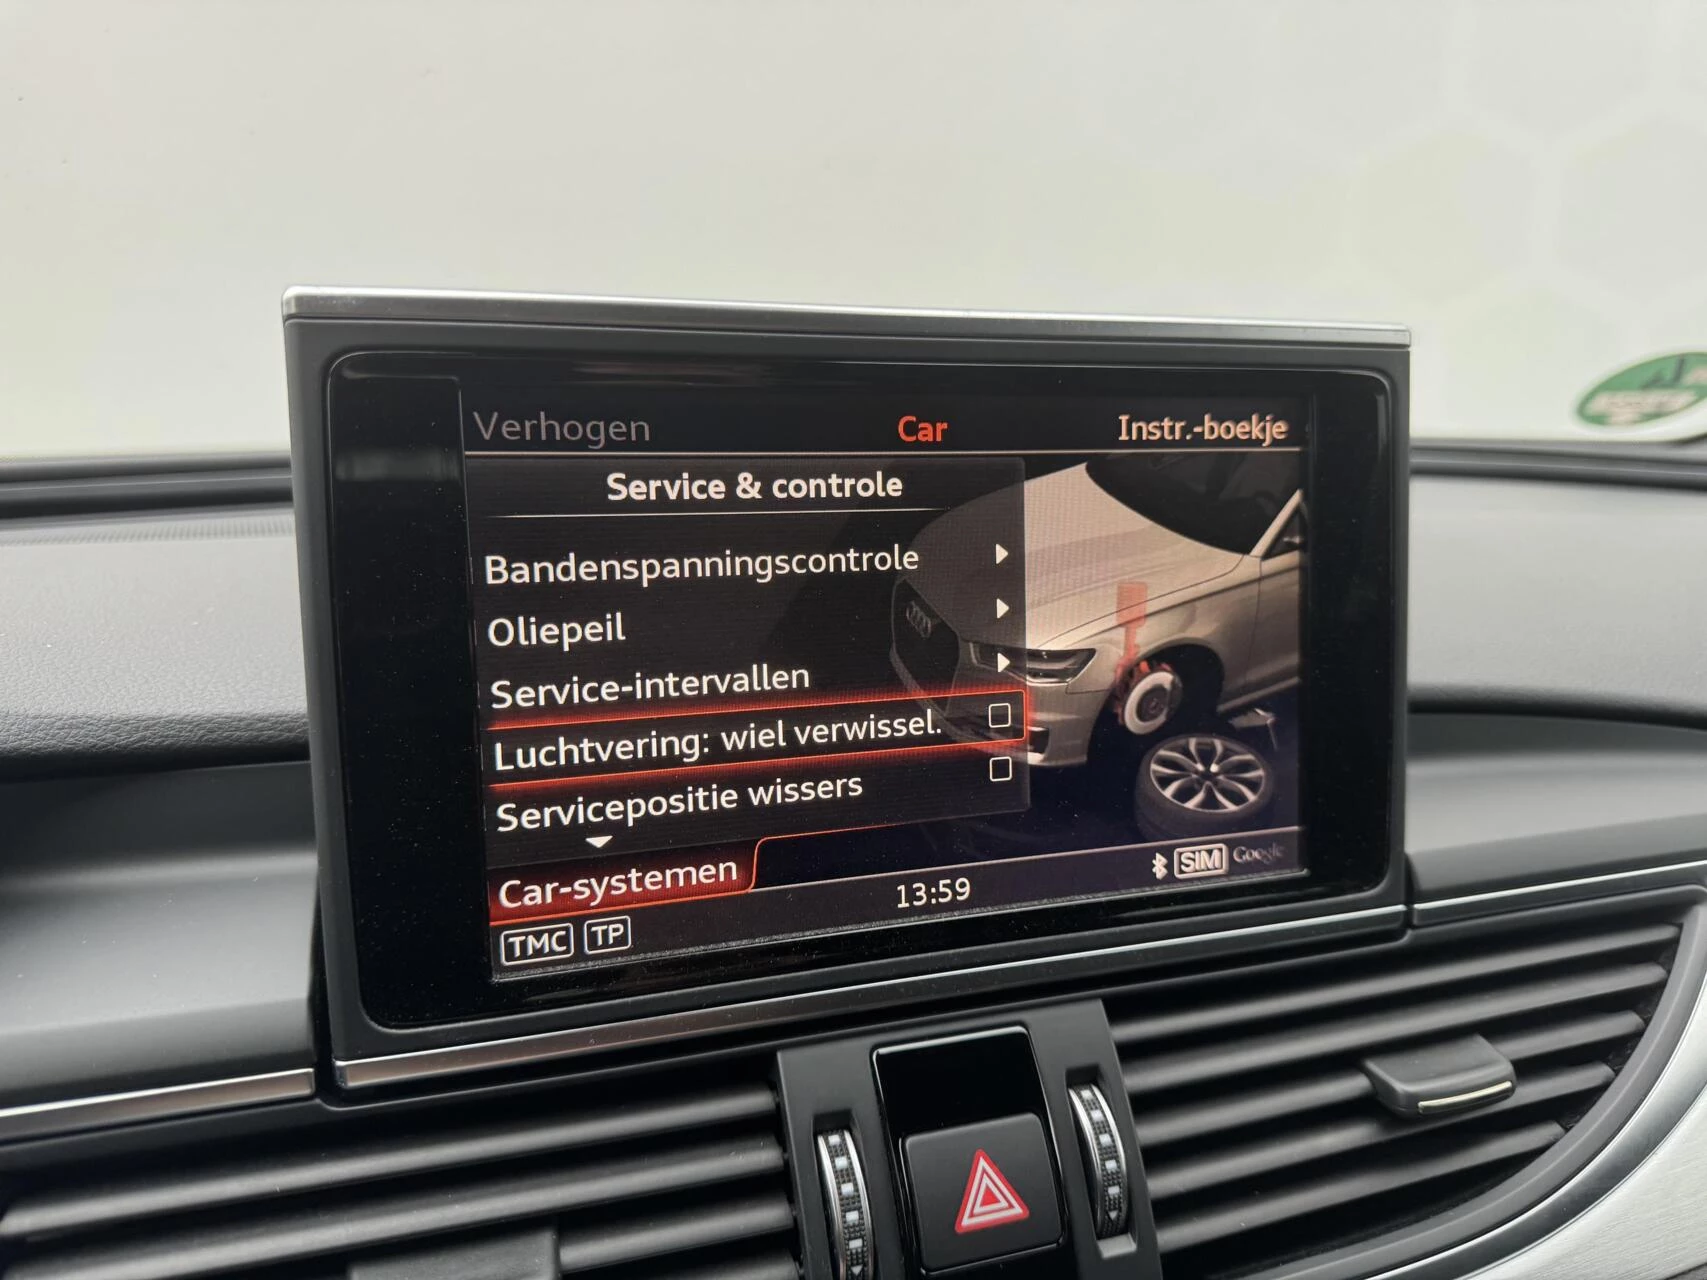 Verhogen
Car
Instr.-boekje
Service & controle
Bandenspanningscontrole
Oliepeil
Service-intervallen
Luchtvering: wiel verwissel.
Servicepositie wissers
Car-systemen
13:59
SIM Google
TMC TP